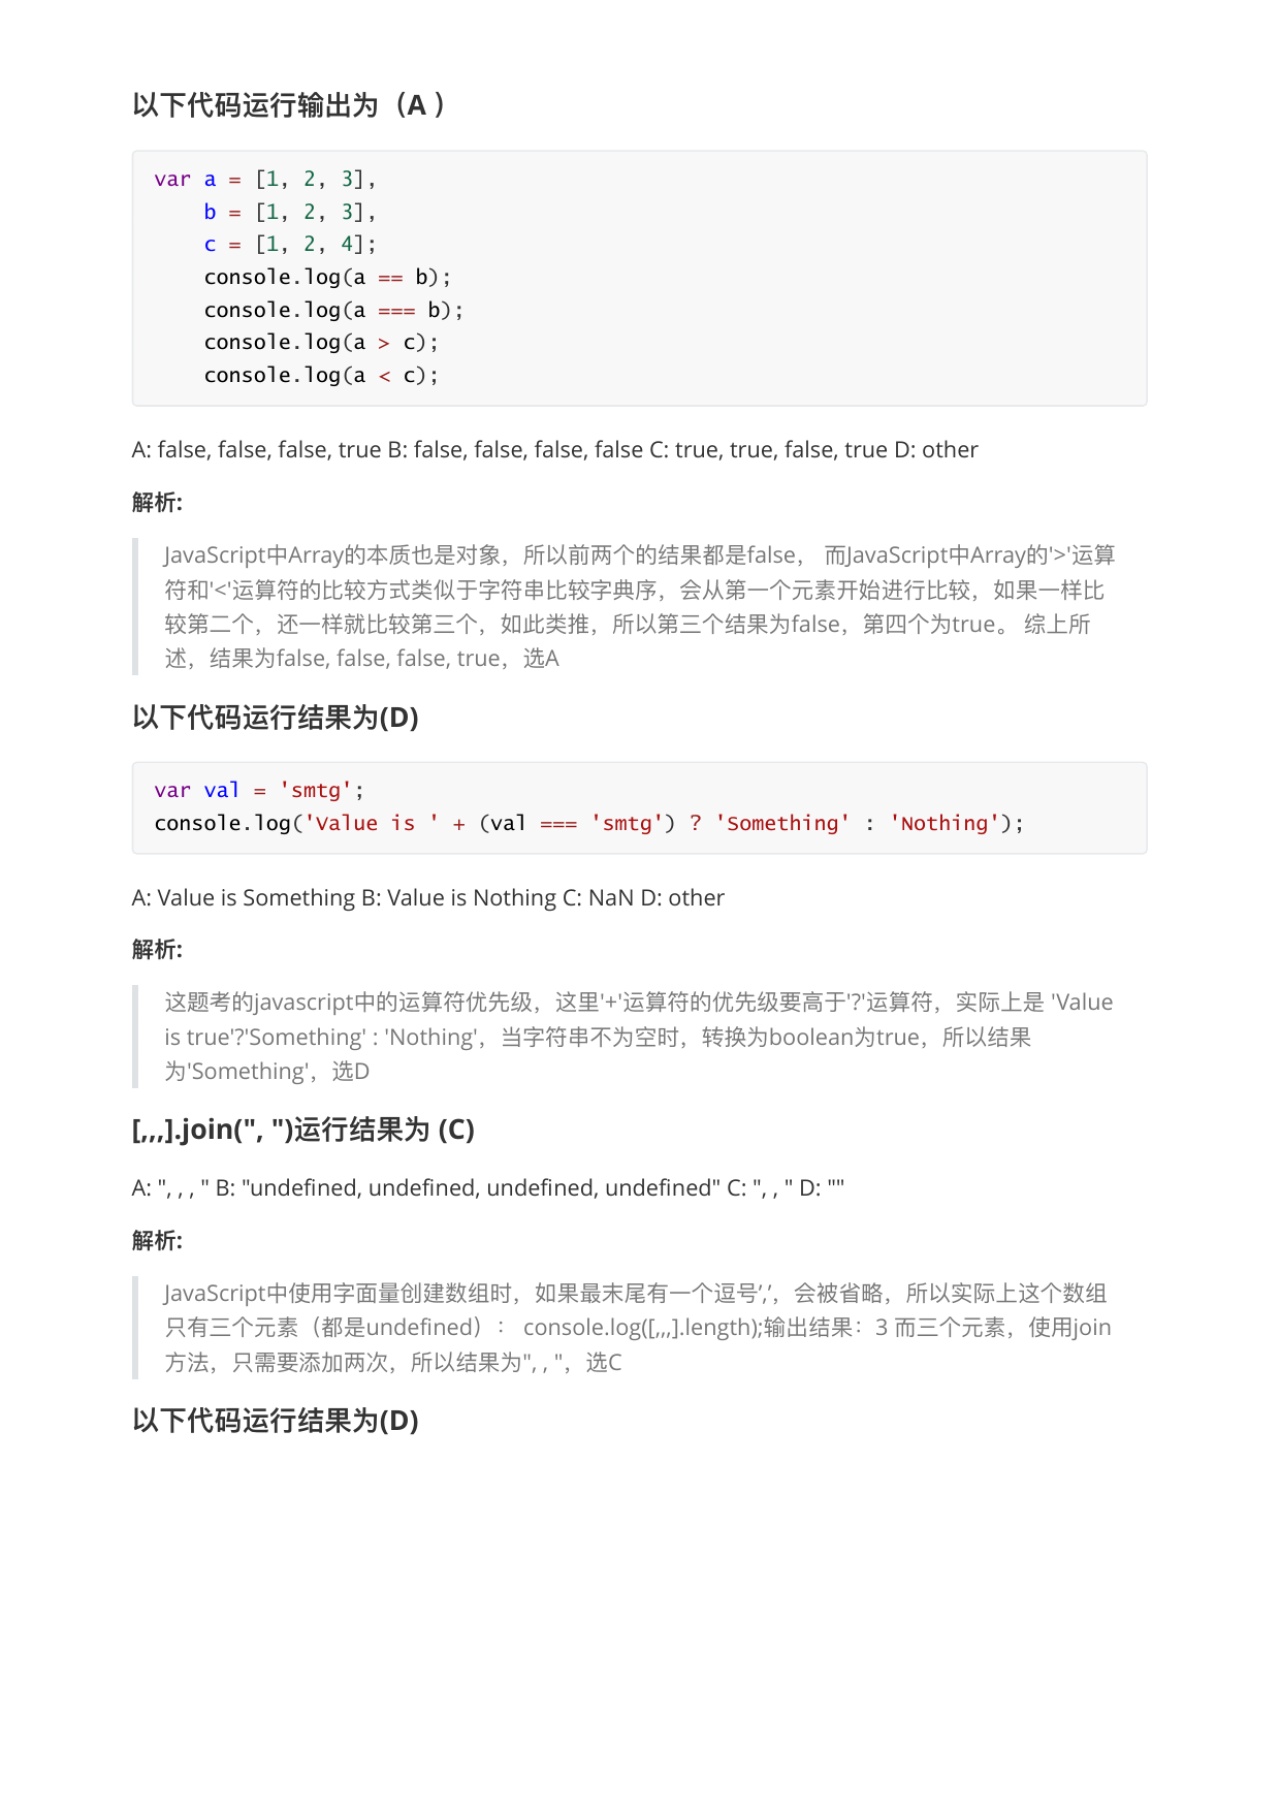 以下代码运行输出为（A ）
var a = [1, 2, 3],
    b = [1, 2, 3],
    c = [1, 2, 4];
    console.log(a == b);
    console.log(a === b);
    console.log(a > c);
    console.log(a < c);
A: false, false, false, true B: false, false, false, false C: true, true, false, true D: other
解析:
JavaScript中Array的本质也是对象，所以前两个的结果都是false， 而JavaScript中Array的'>'运算
符和'<'运算符的比较方式类似于字符串比较字典序，会从第一个元素开始进行比较，如果一样比
较第二个，还一样就比较第三个，如此类推，所以第三个结果为false，第四个为true。 综上所
述，结果为false, false, false, true，选A
以下代码运行结果为(D)
var val = 'smtg';
console.log('Value is ' + (val === 'smtg') ? 'Something' : 'Nothing');
A: Value is Something B: Value is Nothing C: NaN D: other
解析:
这题考的javascript中的运算符优先级，这里'+'运算符的优先级要高于'?'运算符，实际上是 'Value
is true'?'Something' : 'Nothing'，当字符串不为空时，转换为boolean为true，所以结果
为'Something'，选D
[,,,].join(", ")运行结果为 (C)
A: ", , , " B: "undefined, undefined, undefined, undefined" C: ", , " D: ""
解析:
JavaScript中使用字面量创建数组时，如果最末尾有一个逗号’,’，会被省略，所以实际上这个数组
只有三个元素（都是undefined）： console.log([,,,].length);输出结果：3 而三个元素，使用join
方法，只需要添加两次，所以结果为", , "，选C
以下代码运行结果为(D)